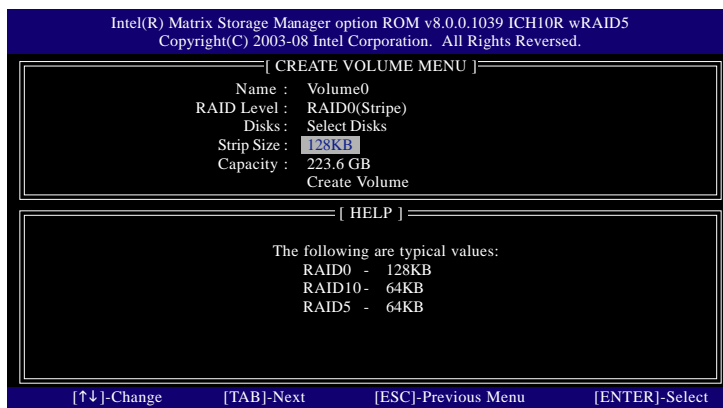 Intel(R) Matrix Storage Manager option ROM v8.0.0.1039 ICH10R wRAID5
Copyright(C) 2003-08 Intel Corporation. All Rights Reversed.
[ CREATE VOLUME MENU ]
Name : Volume0
RAID Level : RAID0(Stripe)
Disks : Select Disks
Strip Size : 128KB
Capacity : 223.6 GB
Create Volume
[ HELP ]
The following are typical values:
RAID0 - 128KB
RAID10 - 64KB
RAID5 - 64KB
[↑↓]-Change [TAB]-Next [ESC]-Previous Menu [ENTER]-Select